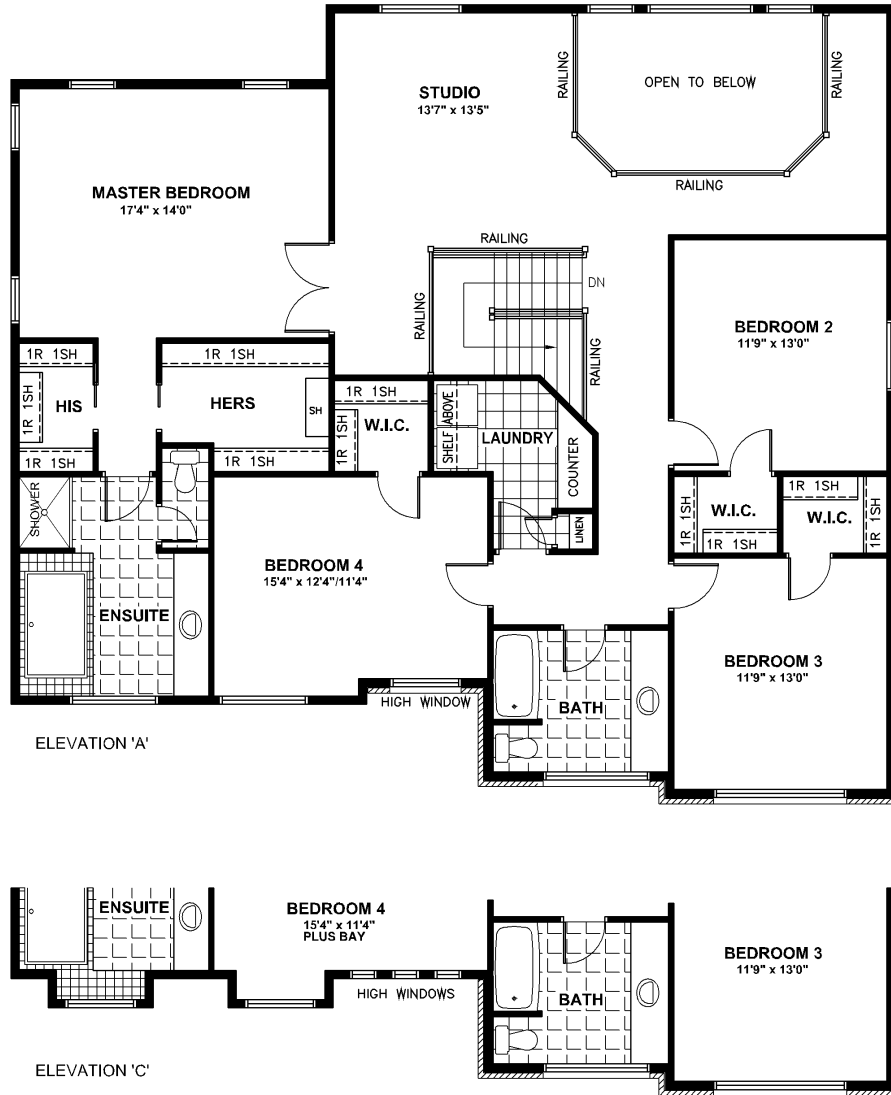 STUDIO
13'7" x 13'5"
RAILING
OPEN TO BELOW
RAILING
RAILING
MASTER BEDROOM
17'4" x 14'0"
RAILING
DN
RAILING
RAILING
BEDROOM 2
11'9" x 13'0"
1R 1SH
1R 1SH
HIS
1R 1SH
1R 1SH
HERS
SH
1R 1SH
1R 1SH
1R 1SH
W.I.C.
SHELF ABOVE
LAUNDRY
COUNTER
LINEN
1R 1SH
W.I.C.
1R 1SH
1R 1SH
W.I.C.
1R 1SH
SHOWER
ENSUITE
BEDROOM 4
15'4" x 12'4"/11'4"
HIGH WINDOW
BATH
BEDROOM 3
11'9" x 13'0"
ELEVATION 'A'
ENSUITE
BEDROOM 4
15'4" x 11'4"
PLUS BAY
HIGH WINDOWS
BATH
BEDROOM 3
11'9" x 13'0"
ELEVATION 'C'